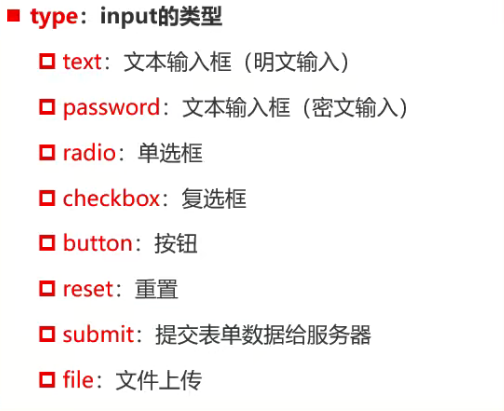 type：input的类型
text：文本输入框（明文输入）
password：文本输入框（密文输入）
radio：单选框
checkbox：复选框
button：按钮
reset：重置
submit：提交表单数据给服务器
file：文件上传